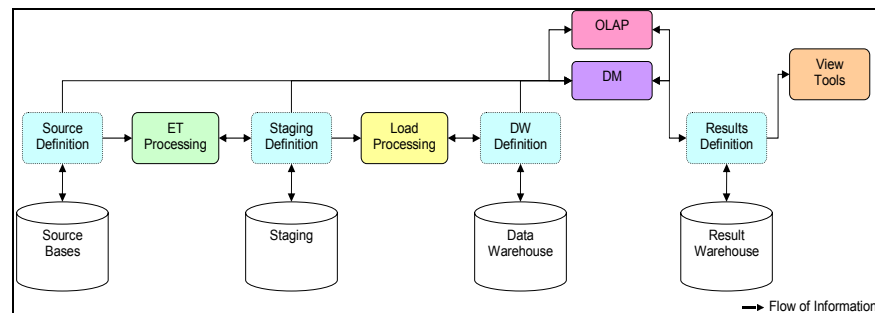 OLAP
DM
View
Tools
Source
Definition
ET
Processing
Staging
Definition
Load
Processing
DW
Definition
Results
Definition
Source
Bases
Staging
Data
Warehouse
Result
Warehouse
Flow of Information